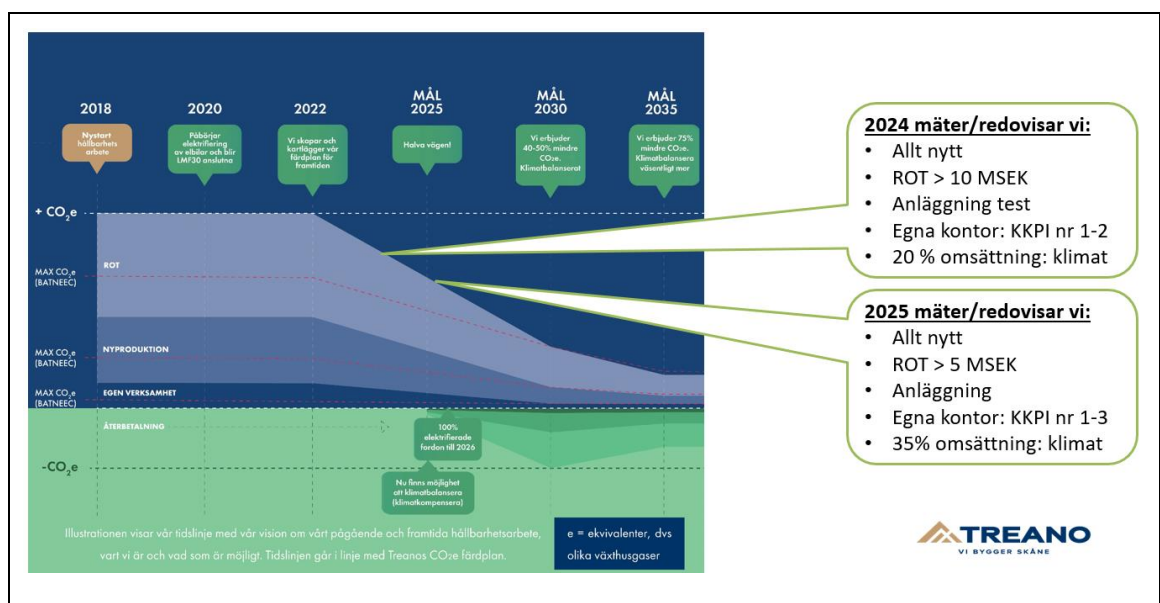 2018
2020
2022
MÅL
2025
MÅL
2030
MÅL
2035
Nystart
hållbarhets
arbete
Påbörjar
elektrifiering
av elbilar och blir
LMF30 anslutna
Vi skapar och
kartlägger vår
färdplan för
framtiden
Halva vägen!
Vi erbjuder
40-50% mindre
CO₂e.
Klimatbalanserat
Vi erbjuder 75%
mindre CO₂e.
Klimatbalansera
väsentligt mer
+ CO₂e
ROT
MAX CO₂e
(BATNEEC)
NYPRODUKTION
MAX CO₂e
(BATNEEC)
EGEN VERKSAMHET
MAX CO₂e
(BATNEEC)
ÅTERBETALNING
-CO₂e
100%
elektrifierade
fordon till 2026
Nu finns möjlighet
att klimatbalansera
(klimatkompensera)
Illustrationen visar vår tidslinje med vår vision om vårt pågående och framtida hållbarhetsarbete,
vart vi är och vad som är möjligt. Tidslinjen går i linje med Treanos CO₂e färdplan.
e = ekvivalenter, dvs
olika växthusgaser
2024 mäter/redovisar vi:
• Allt nytt
• ROT > 10 MSEK
• Anläggning test
• Egna kontor: KKPI nr 1-2
• 20 % omsättning: klimat
2025 mäter/redovisar vi:
• Allt nytt
• ROT > 5 MSEK
• Anläggning
• Egna kontor: KKPI nr 1-3
• 35% omsättning: klimat
TREANO
VI BYGGER SKÅNE